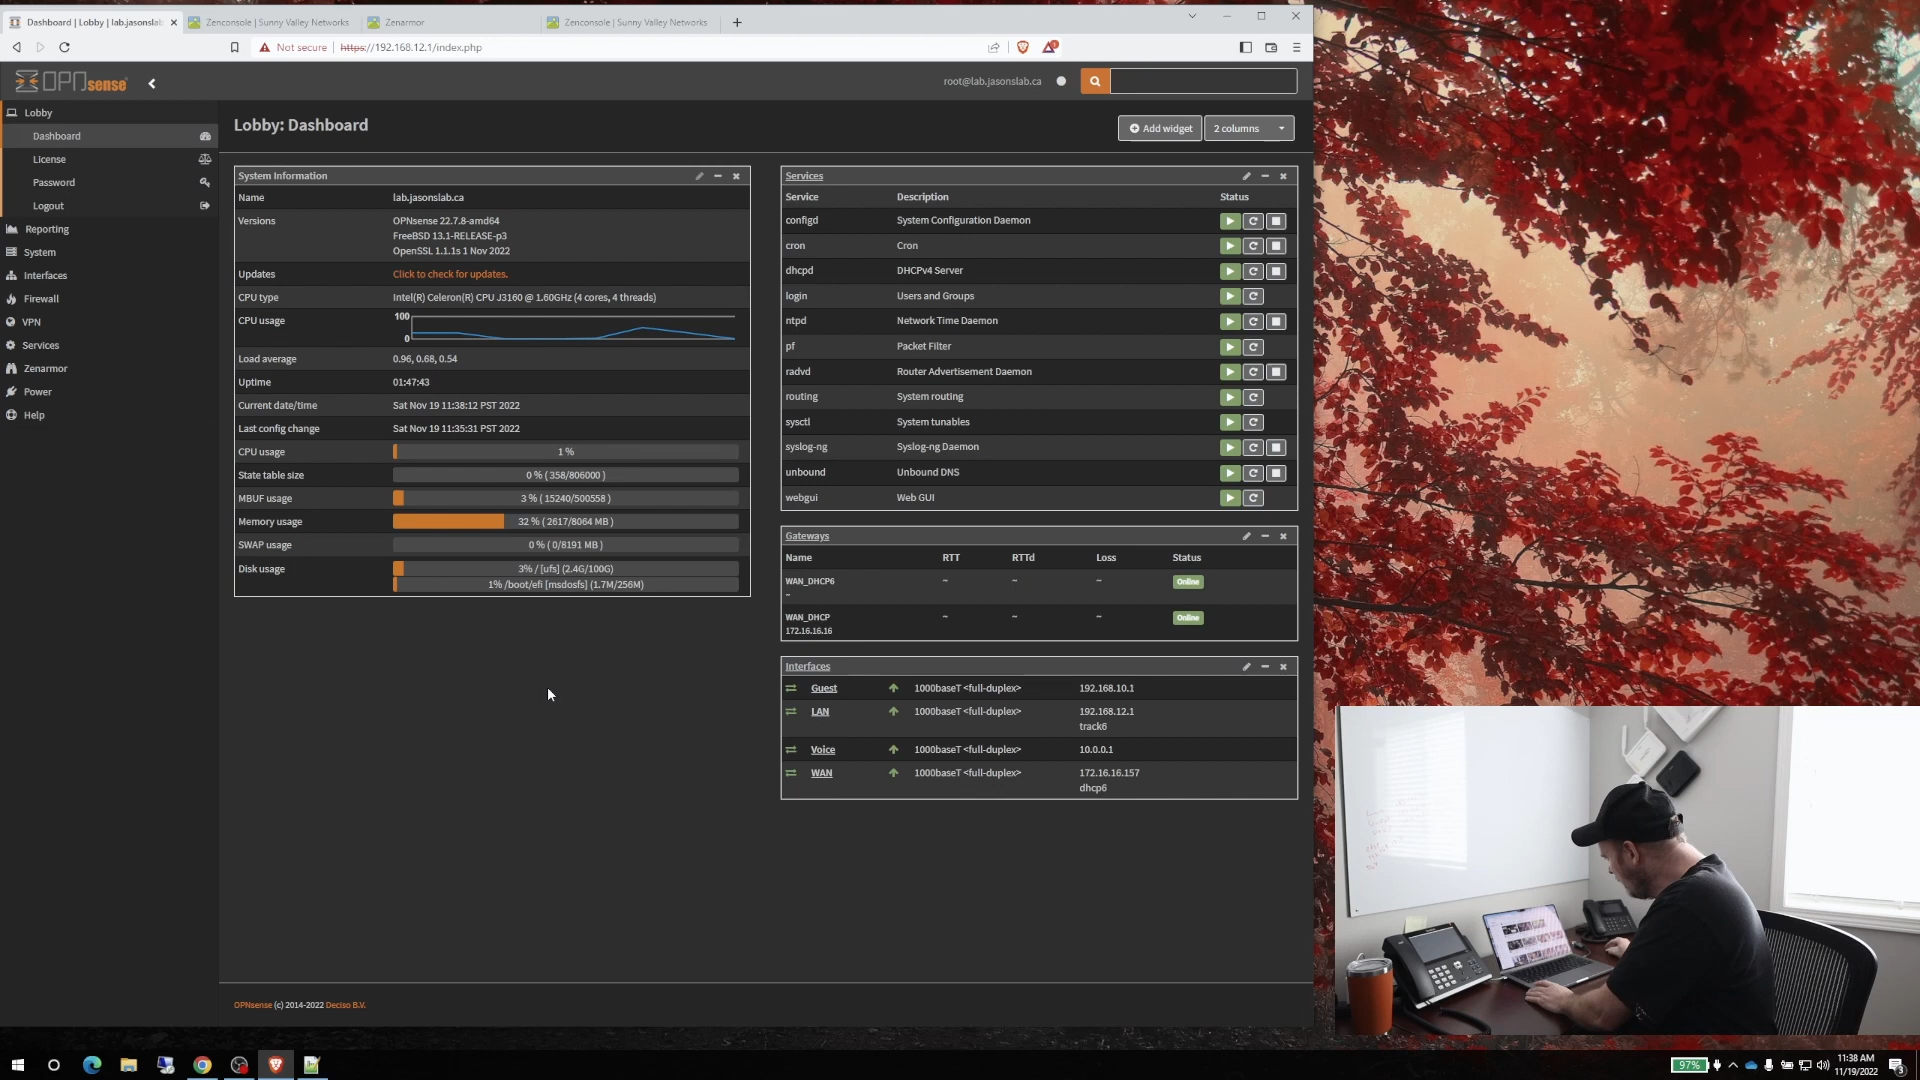 Dashboard | Lobby | lab.jasonslab
Zenconsole | Sunny Valley Networks
Zenarmor
Zenconsole | Sunny Valley Networks
Not secure
https://192.168.12.1/index.php
OPNsense
root@lab.jasonslab.ca
Lobby
Dashboard
License
Password
Logout
Reporting
System
Interfaces
Firewall
VPN
Services
Zenarmor
Power
Help
Lobby: Dashboard
Add widget
2 columns
System Information
Name lab.jasonslab.ca
Versions OPNsense 22.7.8-amd64
FreeBSD 13.1-RELEASE-p3
OpenSSL 1.1.1s 1 Nov 2022
Updates Click to check for updates.
CPU type Intel(R) Celeron(R) CPU J3160 @ 1.60GHz (4 cores, 4 threads)
CPU usage 100
0
Load average 0.96, 0.68, 0.54
Uptime 01:47:43
Current date/time Sat Nov 19 11:38:12 PST 2022
Last config change Sat Nov 19 11:35:31 PST 2022
CPU usage 1 %
State table size 0 % ( 358/806000 )
MBUF usage 3 % ( 15240/500558 )
Memory usage 32 % ( 2617/8064 MB )
SWAP usage 0 % ( 0/8191 MB )
Disk usage 3% / [ufs] (2.4G/100G)
1% /boot/efi [msdosfs] (1.7M/256M)
Services
Service Description Status
configd System Configuration Daemon
cron Cron
dhcpd DHCPv4 Server
login Users and Groups
ntpd Network Time Daemon
pf Packet Filter
radvd Router Advertisement Daemon
routing System routing
sysctl System tunables
syslog-ng Syslog-ng Daemon
unbound Unbound DNS
webgui Web GUI
Gateways
Name RTT RTTd Loss Status
WAN_DHCP6 ~ ~ ~ Online
~
WAN_DHCP ~ ~ ~ Online
172.16.16.16
Interfaces
Guest 1000baseT <full-duplex> 192.168.10.1
LAN 1000baseT <full-duplex> 192.168.12.1
track6
Voice 1000baseT <full-duplex> 10.0.0.1
WAN 1000baseT <full-duplex> 172.16.16.157
dhcp6
OPNsense (c) 2014-2022 Deciso B.V.
97%
11:38 AM
11/19/2022
3